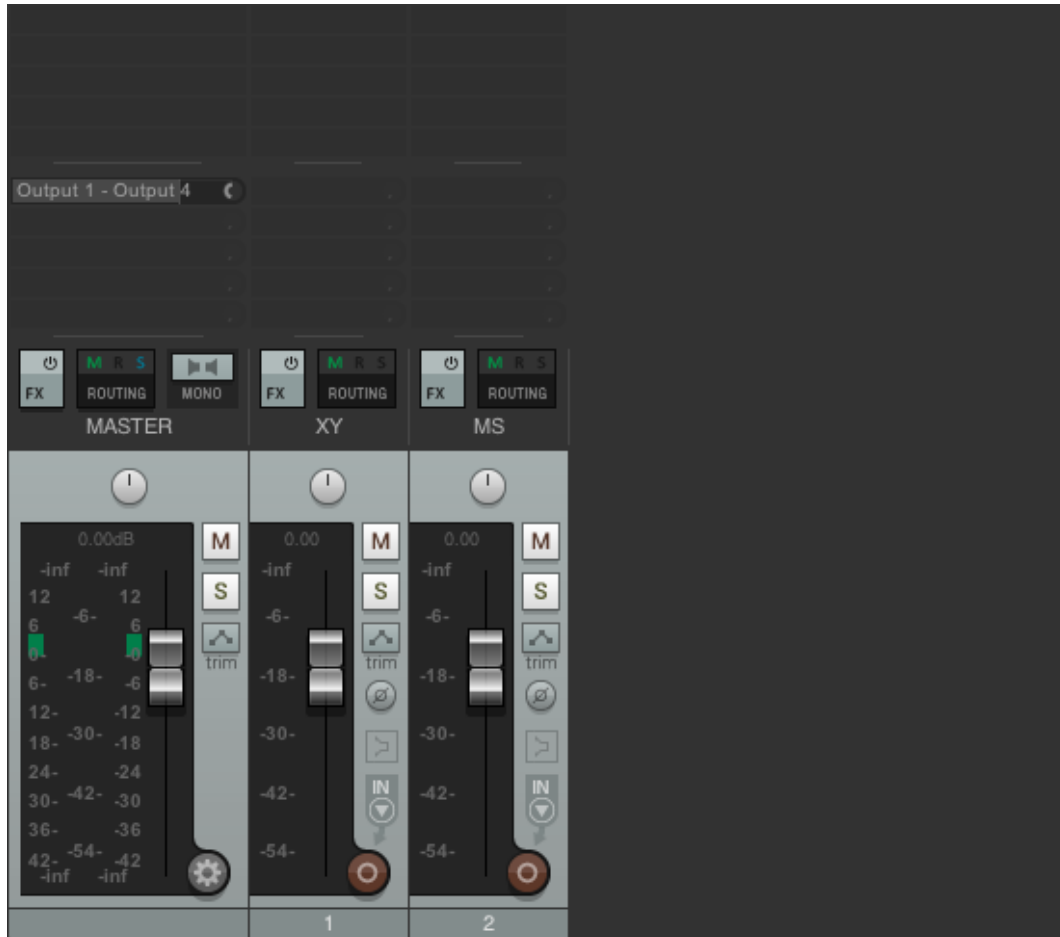 Output 1 - Output 4
M R S
FX ROUTING MONO
M R S
FX ROUTING
M R S
FX ROUTING
MASTER XY MS
0.00dB
M
-inf -inf
12 12
S
-6-
6 6
0- -0
trim
6- -18- -6
12- -12
-30-
18- -18
24- -24
-42-
30- -30
36- -36
-54-
42- -42
-inf -inf
0.00
M
-inf
S
-6-
trim
-18-
-30-
IN
-42-
-54-
0.00
M
-inf
S
-6-
trim
-18-
-30-
IN
-42-
-54-
1 2